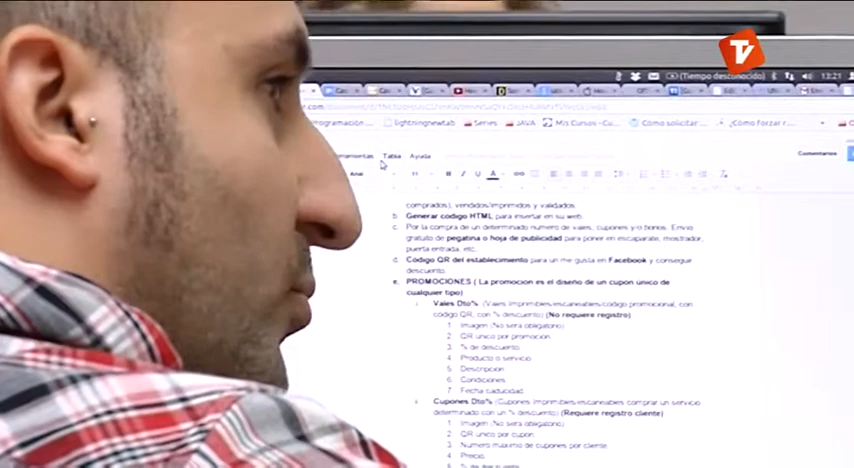 T
(Tiempo descon
13:21
rogramación...
lightningnewtab
Series
JAVA
Mis Cursos - Cu...
Cómo solicitar...
¿Cómo Forzar r...
rramientas Tabla Ayuda
Comentarios
Arial
comprados), vendidos/imprimidos y validados.
b. Generar codigo HTML para insertar en su web.
c. Por la compra de un determinado numero de vales, cupones y/o bonos. Envio
gratuito de pegatina o hoja de publicidad para poner en escaparate, mostrador,
puerta entrada, etc.
d. Codigo QR del establecimiento para un me gusta en Facebook y conseguir
descuento.
e. PROMOCIONES ( La promocion es el diseño de un cupon unico de
cualquier tipo)
i. Vales Dto% (Vales Imprimibles/escaneables/codigo promocional, con
codigo QR, con % descuento) (No requiere registro)
1. Imagen (No sera obligatorio)
2. QR unico por promocion
3. % de descuento.
4. Producto o servicio
5. Descripcion
6. Condiciones
7. Fecha caducidad.
ii. Cupones Dto% (Cupones Imprimibles/escaneables comprar un servicio
determinado con un % descuento) (Requiere registro cliente)
1. Imagen (No sera obligatorio)
2. QR unico por cupon
3. Numero maximo de cupones por cliente.
4. Precio.